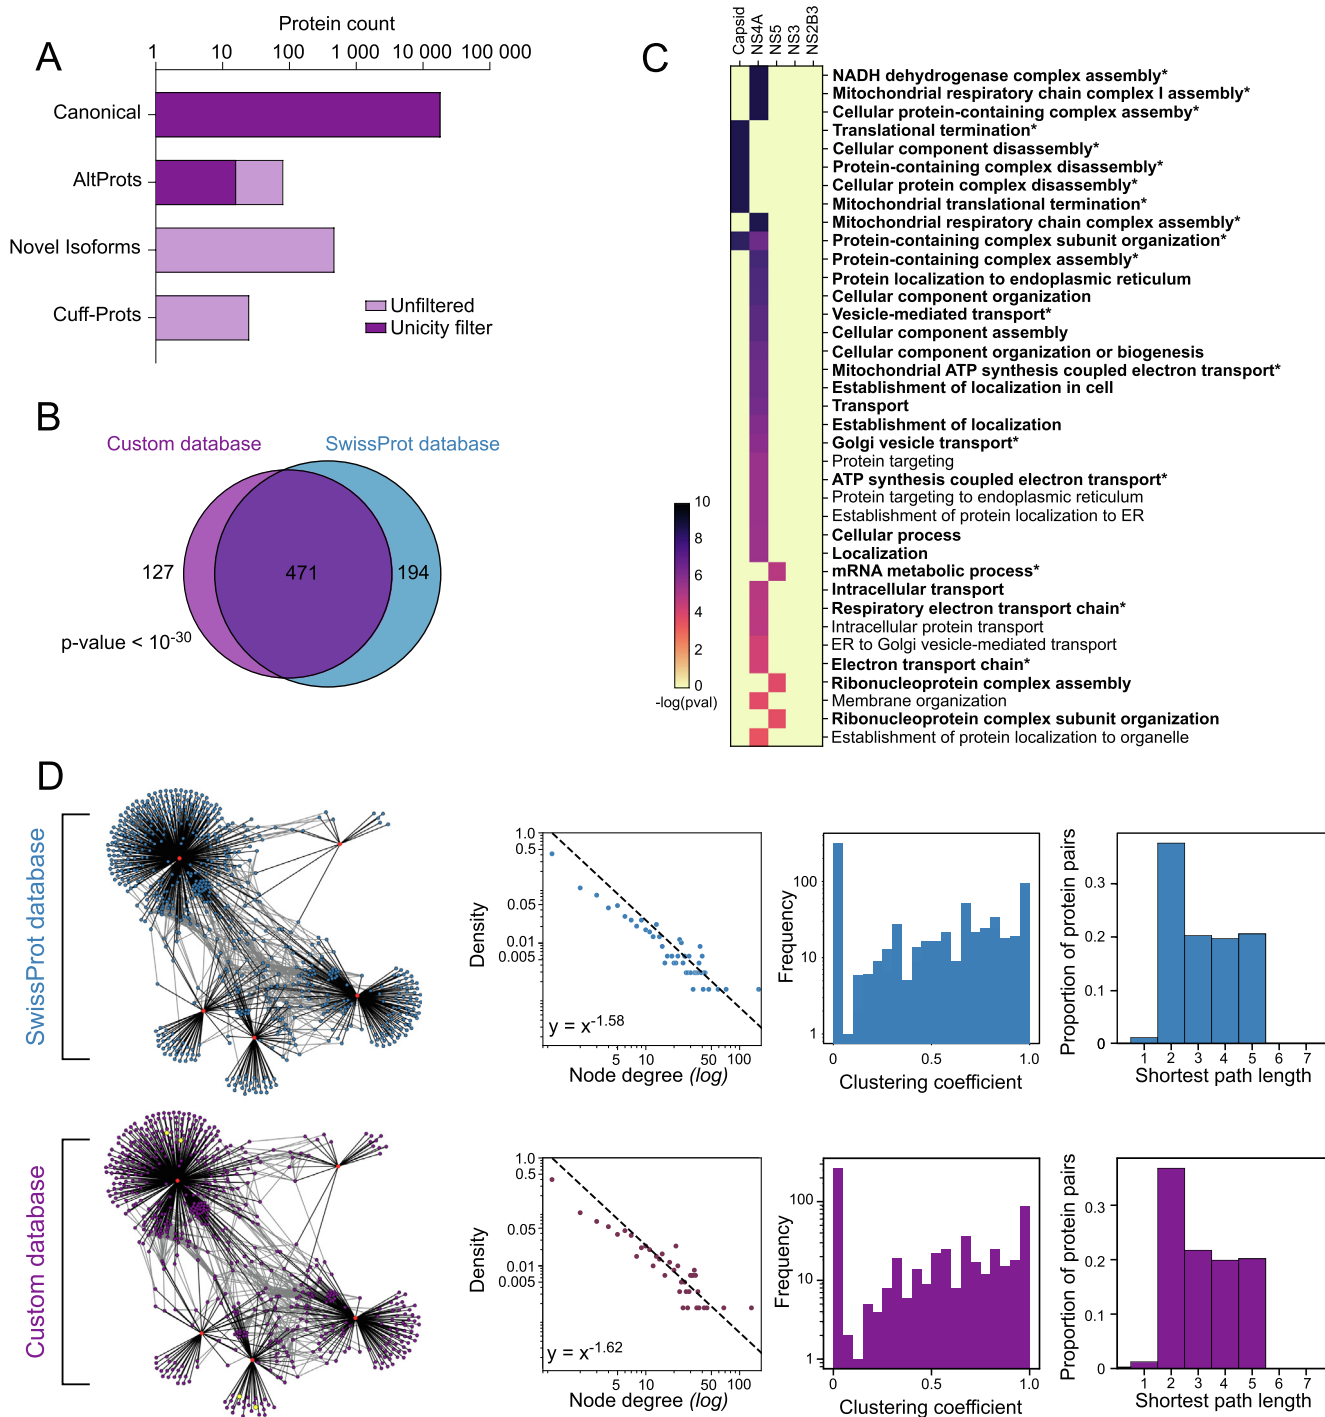 A
Protein count
1 10 100 1 000 10 000 100 000
Canonical
AltProts
Novel Isoforms
Cuff-Prots
Unfiltered
Unicity filter
B
Custom database
SwissProt database
127
471
194
p-value < 10-30
C
Capsid
NS4A
NS5
NS3
NS2B3
NADH dehydrogenase complex assembly*
Mitochondrial respiratory chain complex I assembly*
Cellular protein-containing complex assemby*
Translational termination*
Cellular component disassembly*
Protein-containing complex disassembly*
Cellular protein complex disassembly*
Mitochondrial translational termination*
Mitochondrial respiratory chain complex assembly*
Protein-containing complex subunit organization*
Protein-containing complex assembly*
Protein localization to endoplasmic reticulum
Cellular component organization
Vesicle-mediated transport*
Cellular component assembly
Cellular component organization or biogenesis
Mitochondrial ATP synthesis coupled electron transport*
Establishment of localization in cell
Transport
Establishment of localization
Golgi vesicle transport*
Protein targeting
ATP synthesis coupled electron transport*
Protein targeting to endoplasmic reticulum
Establishment of protein localization to ER
Cellular process
Localization
mRNA metabolic process*
Intracellular transport
Respiratory electron transport chain*
Intracellular protein transport
ER to Golgi vesicle-mediated transport
Electron transport chain*
Ribonucleoprotein complex assembly
Membrane organization
Ribonucleoprotein complex subunit organization
Establishment of protein localization to organelle
10
8
6
4
2
0
-log(pval)
D
SwissProt database
Density
1.0
0.5
0.05
0.01
0.005
y = x-1.58
5 10 50 100
Node degree (log)
Frequency
100
10
1
0 0.5 1.0
Clustering coefficient
Proportion of protein pairs
0.3
0.2
0.1
0
1 2 3 4 5 6 7
Shortest path length
Custom database
Density
1.0
0.5
0.05
0.01
0.005
y = x-1.62
5 10 50 100
Node degree (log)
Frequency
100
10
1
0 0.5 1.0
Clustering coefficient
Proportion of protein pairs
0.3
0.2
0.1
0
1 2 3 4 5 6 7
Shortest path length